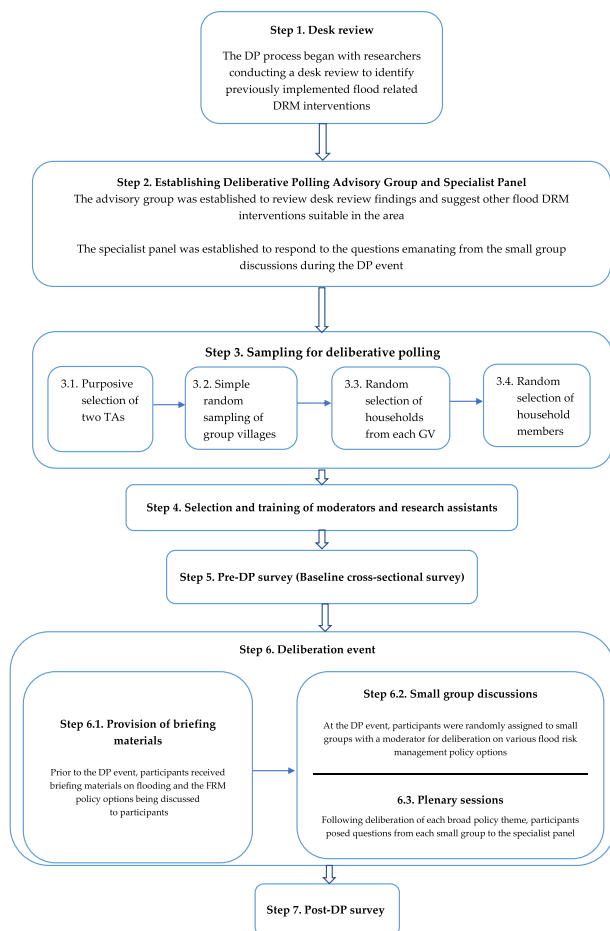 Step 1. Desk review
The DP process began with researchers
conducting a desk review to identify
previously implemented flood related
DRM interventions
Step 2. Establishing Deliberative Polling Advisory Group and Specialist Panel
The advisory group was established to review desk review findings and suggest other flood DRM
interventions suitable in the area
The specialist panel was established to respond to the questions emanating from the small group
discussions during the DP event
Step 3. Sampling for deliberative polling
3.1. Purposive
selection of
two TAs
3.2. Simple
random
sampling of
group villages
3.3. Random
selection of
households
from each GV
3.4. Random
selection of
household
members
Step 4. Selection and training of moderators and research assistants
Step 5. Pre-DP survey (Baseline cross-sectional survey)
Step 6. Deliberation event
Step 6.1. Provision of briefing
materials
Prior to the DP event, participants received
briefing materials on flooding and the FRM
policy options being discussed
to participants
Step 6.2. Small group discussions
At the DP event, participants were randomly assigned to small
groups with a moderator for deliberation on various flood risk
management policy options
6.3. Plenary sessions
Following deliberation of each broad policy theme, participants
posed questions from each small group to the specialist panel
Step 7. Post-DP survey